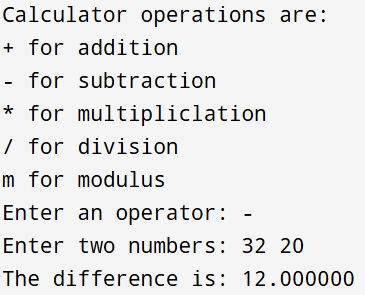 Calculator operations are:
+ for addition
- for subtraction
* for multipliclation
/ for division
m for modulus
Enter an operator: -
Enter two numbers: 32 20
The difference is: 12.000000